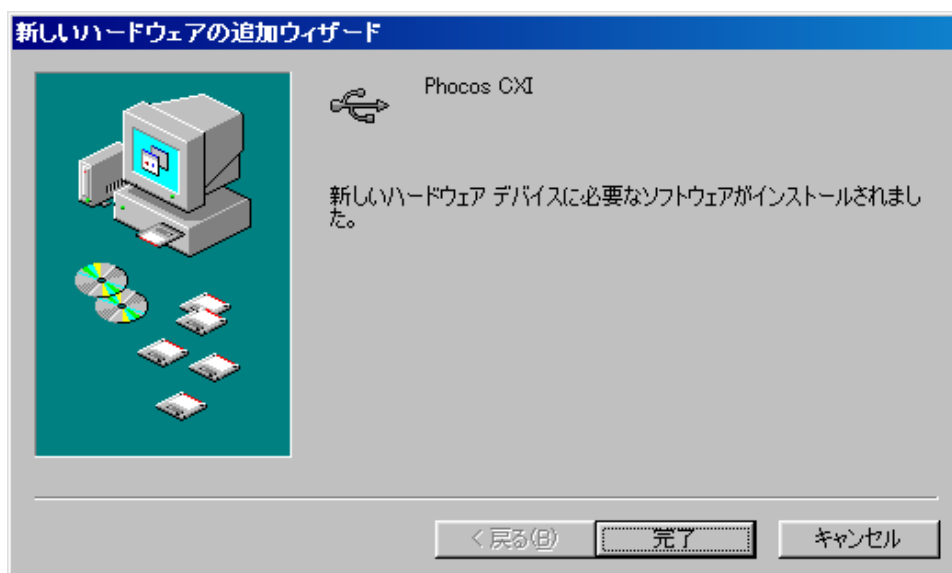 新しいハードウェアの追加ウィザード
Phocos CXI
新しいハードウェア デバイスに必要なソフトウェアがインストールされまし
た。
< 戻る(B)
完了
キャンセル